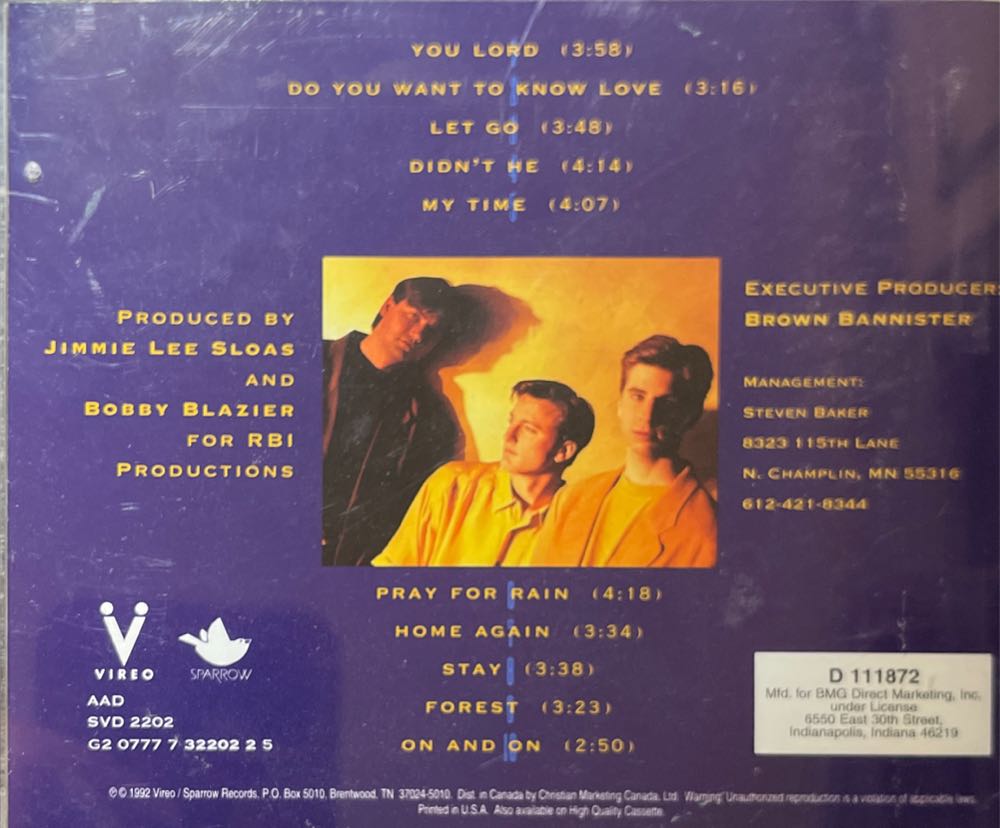 YOU LORD (3:58)
DO YOU WANT TO KNOW LOVE (3:16)
LET GO (3:48)
DIDN'T HE (4:14)
MY TIME (4:07)
PRODUCED BY
JIMMIE LEE SLOAS
AND
BOBBY BLAZIER
FOR RBI
PRODUCTIONS
EXECUTIVE PRODUCER:
BROWN BANNISTER
MANAGEMENT:
STEVEN BAKER
8323 115TH LANE
N. CHAMPLIN, MN 55316
612-421-8344
PRAY FOR RAIN (4:18)
HOME AGAIN (3:34)
STAY (3:38)
FOREST (3:23)
ON AND ON (2:50)
VIREO
SPARROW
AAD
SVD 2202
G2 0777 7 32202 2 5
D 111872
Mfd. for BMG Direct Marketing, Inc.
under License
6550 East 30th Street,
Indianapolis, Indiana 46219
℗ © 1992 Vireo / Sparrow Records, P.O. Box 5010, Brentwood, TN 37024-5010. Dist. in Canada by Christian Marketing Canada, Ltd. Warning: Unauthorized reproduction is a violation of applicable laws.
Printed in U.S.A. Also available on High Quality Cassette.